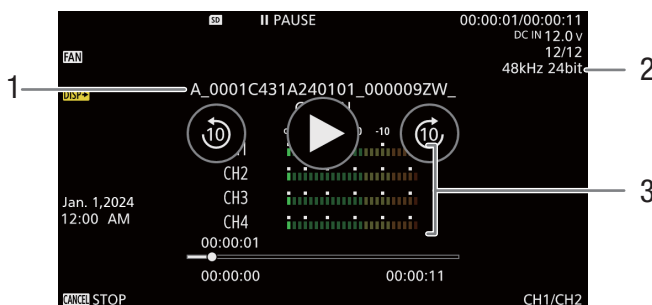 SD II PAUSE 00:00:01/00:00:11
DC IN 12.0 V
FAN 12/12
48kHz 24bit 2
1 A_0001C431A240101_000009ZW_
DISP+
10 10
-10
CH2
CH3 3
Jan. 1,2024
12:00 AM CH4
00:00:01
00:00:00 00:00:11
CANCEL STOP CH1/CH2